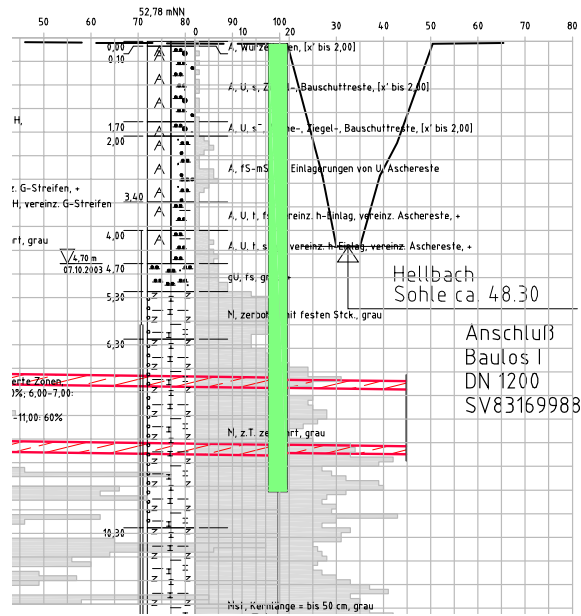 52,78 mNN
50 60 70 80 90 10 100 20 30 40 50 60 70 80
0,00
0,10
[x' bis 2,00]
A, U, s, Bauschuttreste, [x' bis 2,00]
1,70
A, U, Ziegel-, Bauschuttreste, [x' bis 2,00]
2,00
H,
A, fS-mS Einlagerungen von U, Aschereste
z. G-Streifen, +
3,40
H, vereinz. G-Streifen
A, U, t, vereinz. h-Einlag, vereinz. Aschereste, +
4,00
rt, grau
A, U, t, vereinz. h-Einlag, vereinz. Aschereste, +
4,70 m
07.10.2003
4,70
gU, fs,
Hellbach
Sohle ca. 48.30
5,30
N, mit festen Stck., grau
6,30
Anschluß
Baulos I
DN 1200
SV83169988
erte Zonen
%; 6,00-7,00:
-11,00: 60%
N, z.T. grau
10,30
Kernlänge = bis 50 cm, grau